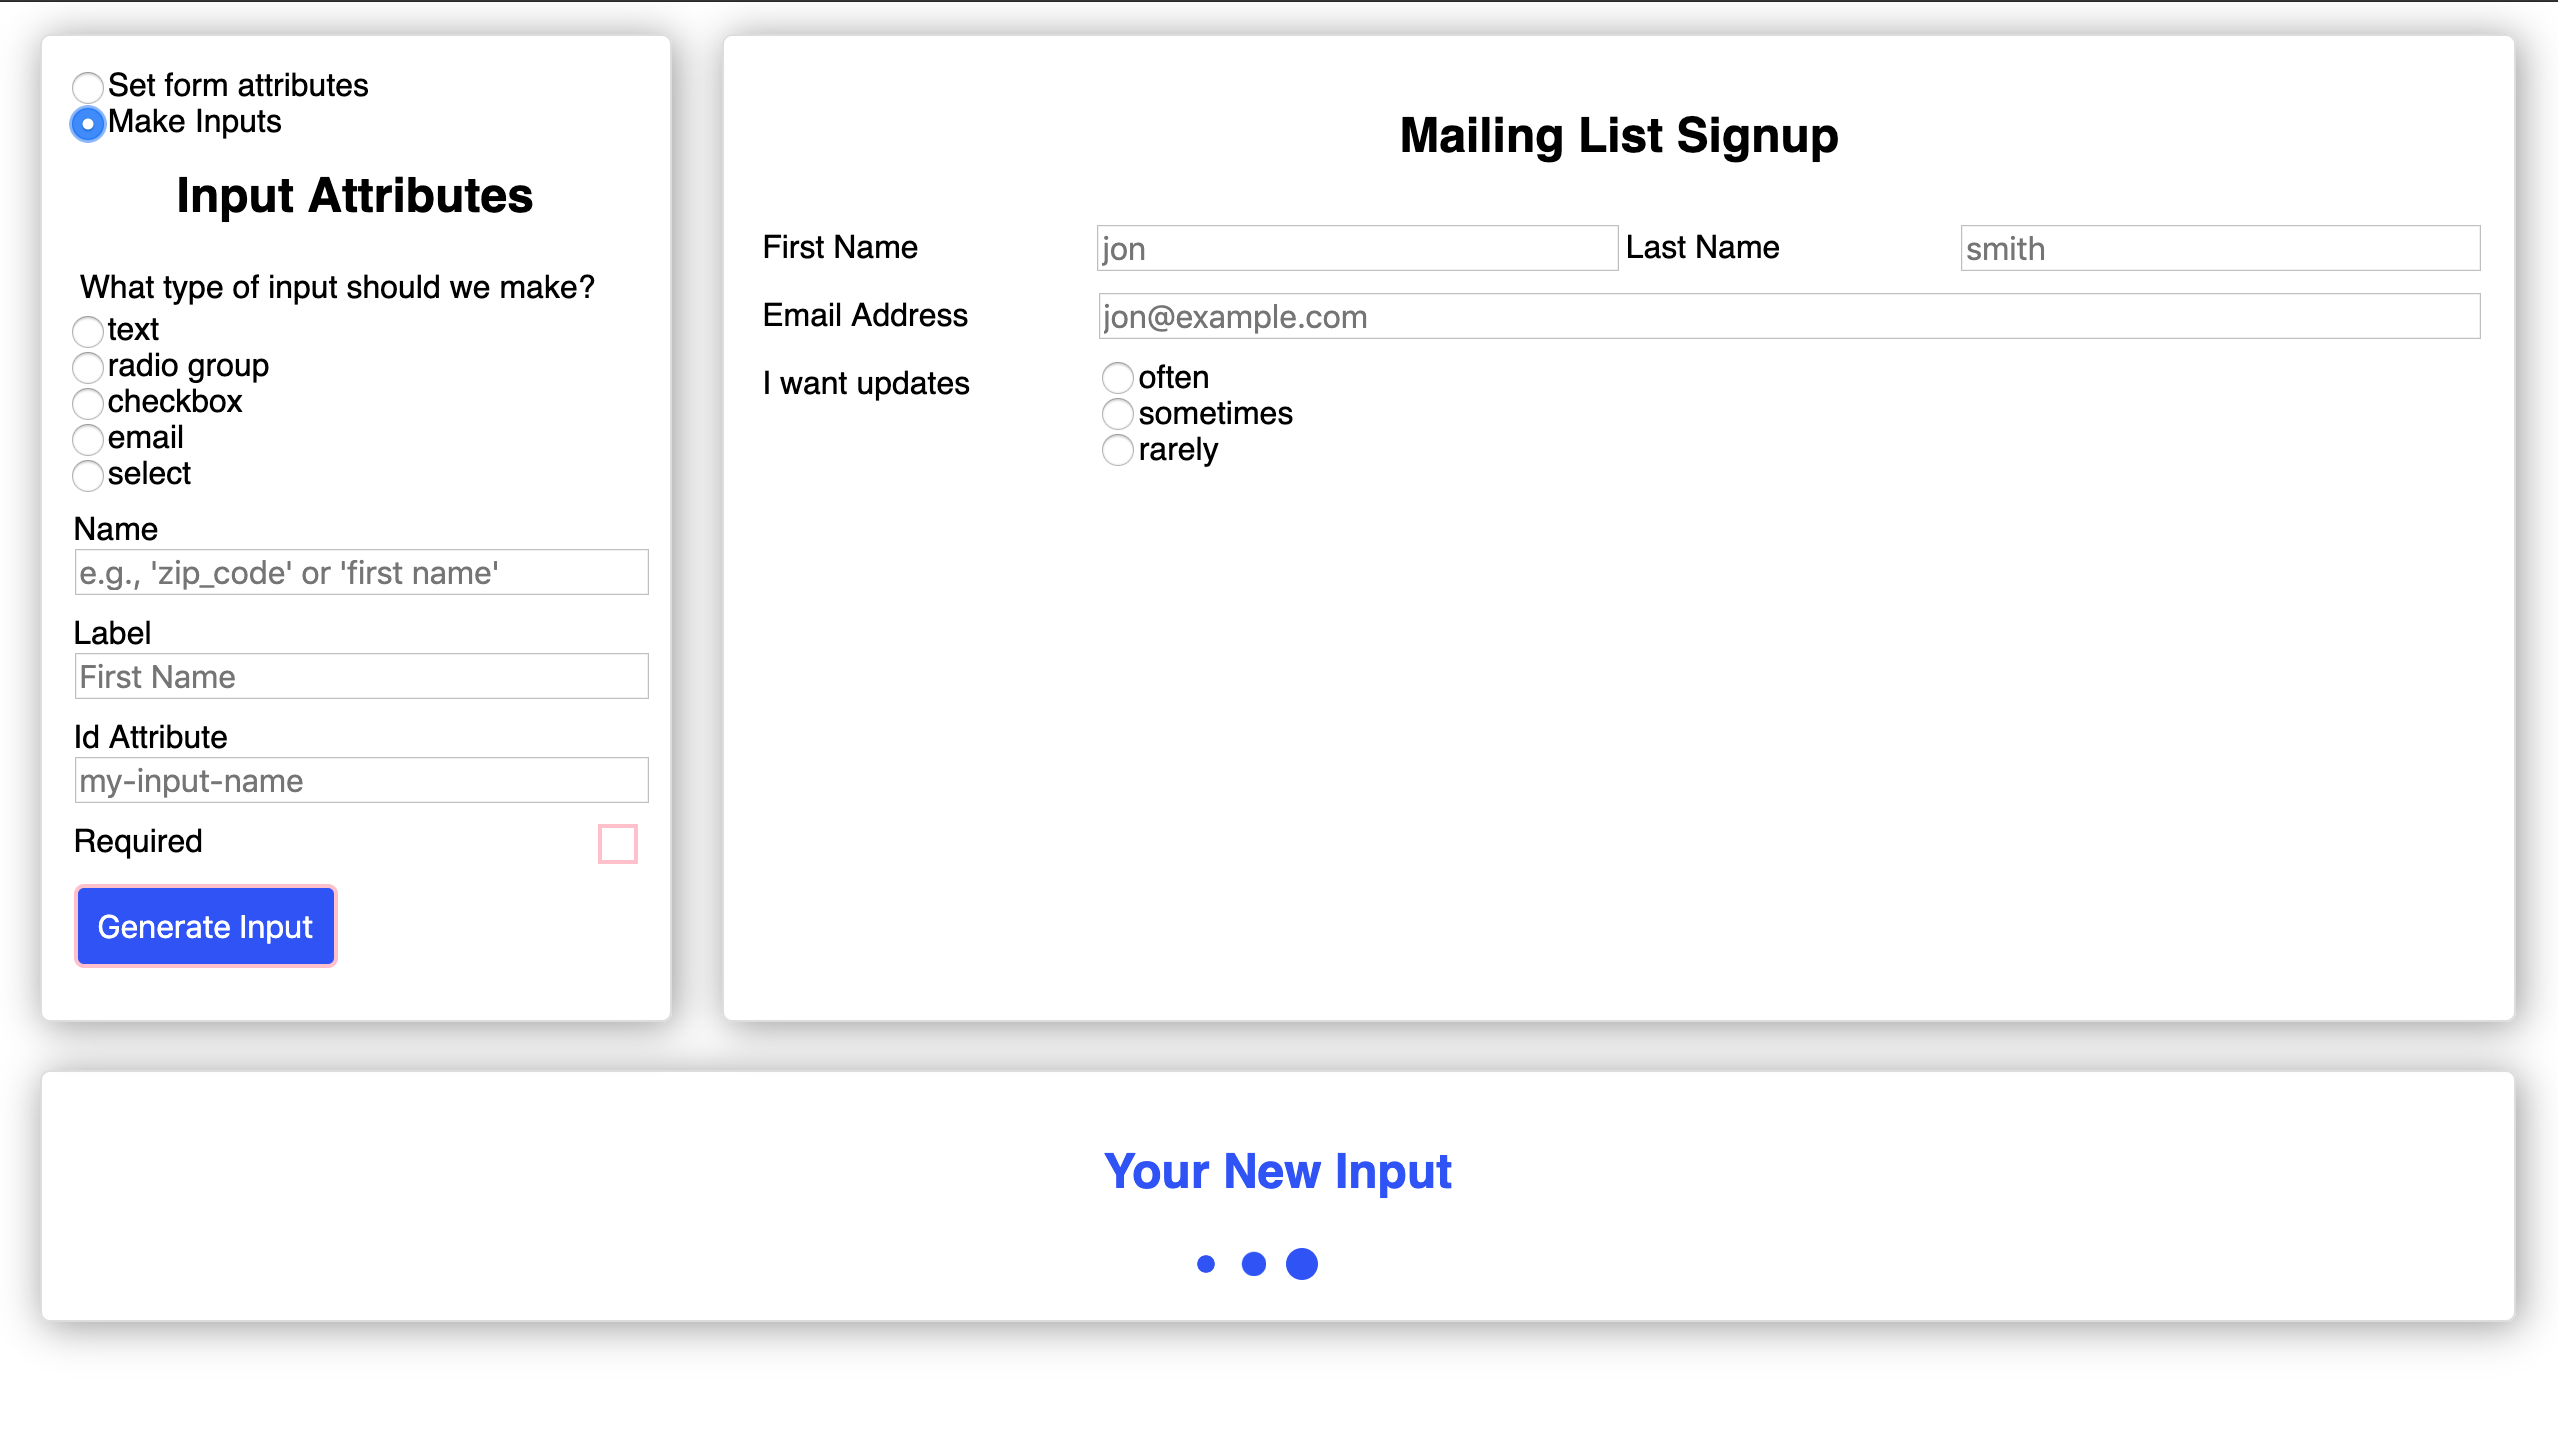 Set form attributes
Make Inputs
Input Attributes
What type of input should we make?
text
radio group
checkbox
email
select
Name
e.g., 'zip_code' or 'first name'
Label
First Name
Id Attribute
my-input-name
Required
Generate Input
Mailing List Signup
First Name jon Last Name smith
Email Address jon@example.com
I want updates often
sometimes
rarely
Your New Input